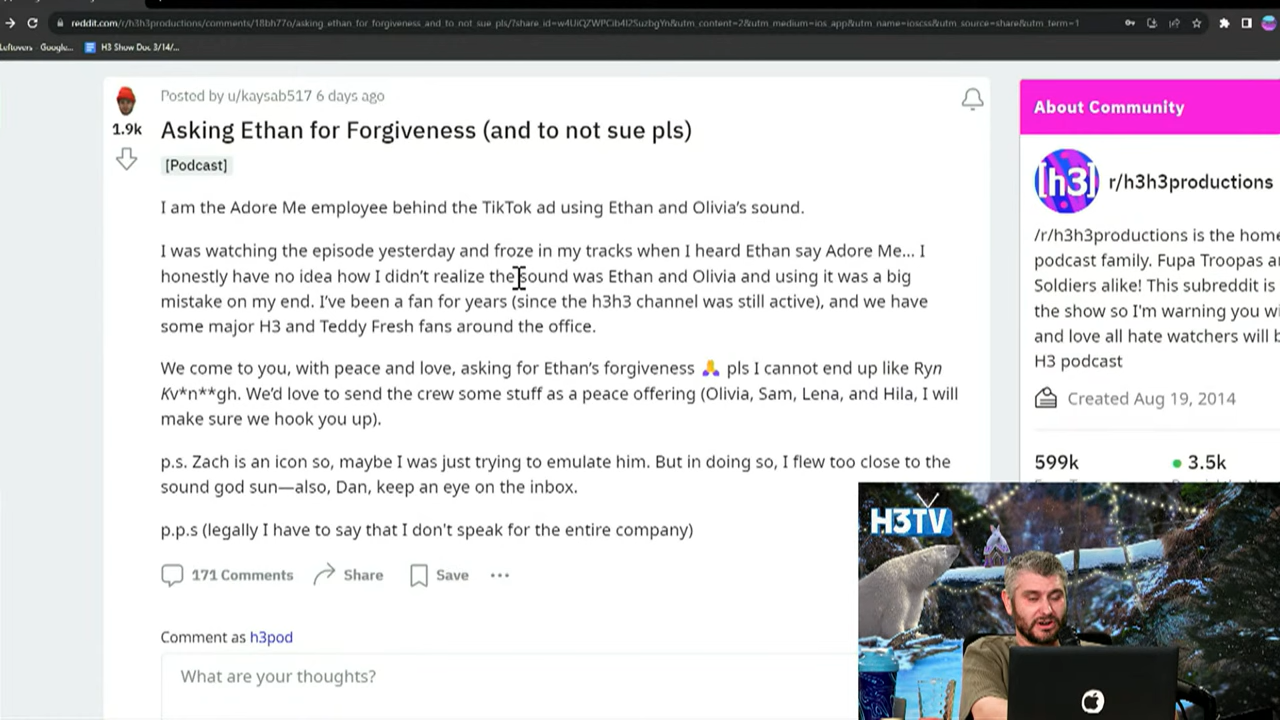 reddit.com/r/h3h3productions/comments/18bh77o/asking_ethan_for_forgiveness_and_to_not_sue_pls/
Leftovers - Google...
H3 Show Doc 3/14/...
Posted by u/kaysab517 6 days ago
1.9k
Asking Ethan for Forgiveness (and to not sue pls)
[Podcast]
I am the Adore Me employee behind the TikTok ad using Ethan and Olivia’s sound.
I was watching the episode yesterday and froze in my tracks when I heard Ethan say Adore Me... I
honestly have no idea how I didn’t realize the sound was Ethan and Olivia and using it was a big
mistake on my end. I’ve been a fan for years (since the h3h3 channel was still active), and we have
some major H3 and Teddy Fresh fans around the office.
We come to you, with peace and love, asking for Ethan’s forgiveness 🙏 pls I cannot end up like Ryn
Kv*n**gh. We’d love to send the crew some stuff as a peace offering (Olivia, Sam, Lena, and Hila, I will
make sure we hook you up).
p.s. Zach is an icon so, maybe I was just trying to emulate him. But in doing so, I flew too close to the
sound god sun—also, Dan, keep an eye on the inbox.
p.p.s (legally I have to say that I don't speak for the entire company)
171 Comments
Share
Save
Comment as h3pod
What are your thoughts?
About Community
[h3]
r/h3h3productions
/r/h3h3productions is the home
podcast family. Fupa Troopas a
Soldiers alike! This subreddit is
the show so I'm warning you wi
and love all hate watchers will b
H3 podcast
Created Aug 19, 2014
599k
3.5k
H3TV